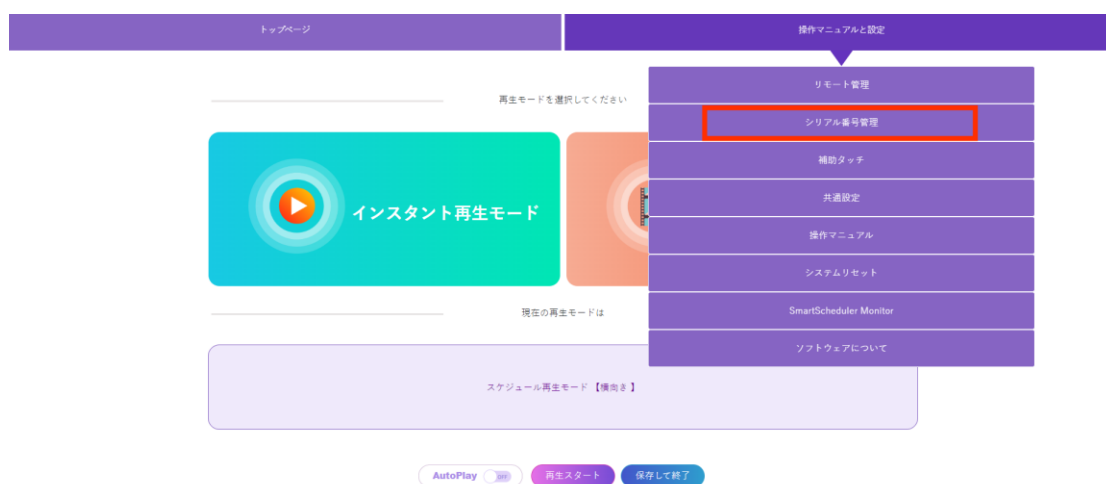 トップページ
操作マニュアルと設定
リモート管理
シリアル番号管理
補助タッチ
共通設定
操作マニュアル
システムリセット
SmartScheduler Monitor
ソフトウェアについて
再生モードを選択してください
インスタント再生モード
現在の再生モードは
スケジュール再生モード 【横向き 】
AutoPlay OFF
再生スタート
保存して終了